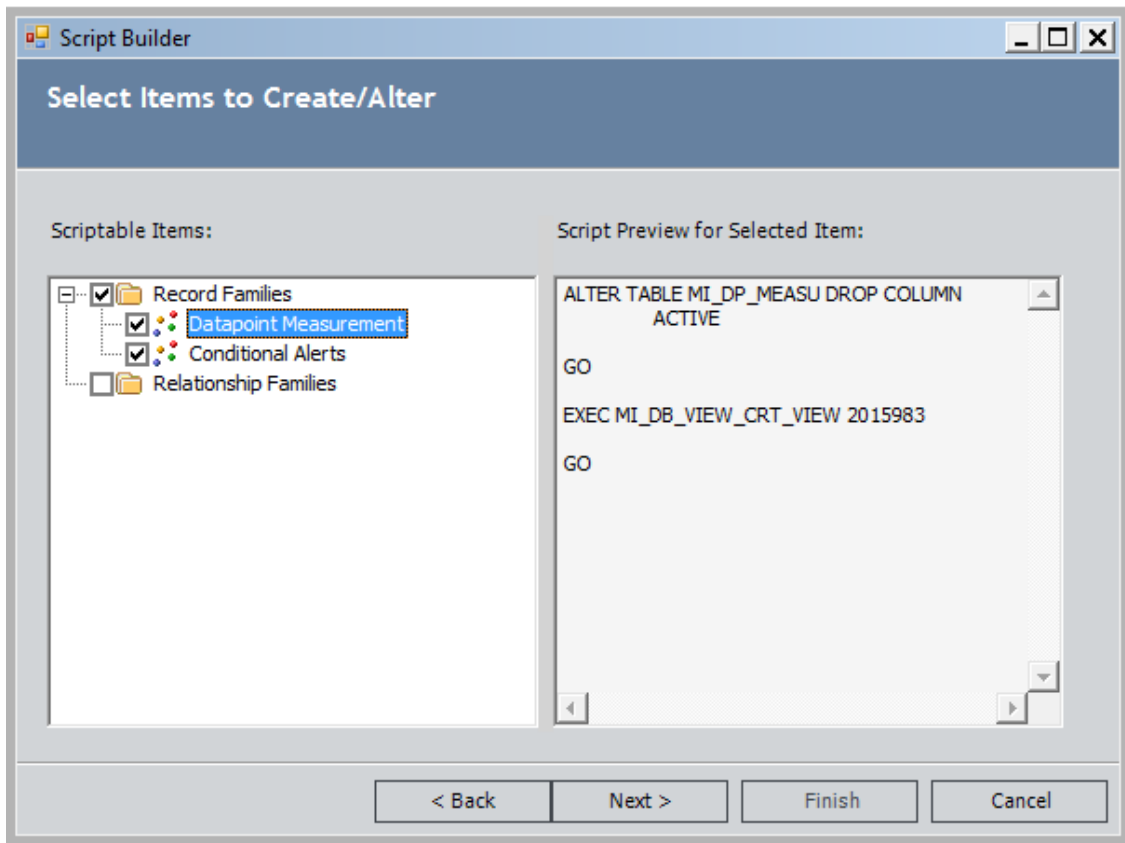 Script Builder
Select Items to Create/Alter
Scriptable Items:
Script Preview for Selected Item:
Record Families
Datapoint Measurement
Conditional Alerts
Relationship Families
ALTER TABLE MI_DP_MEASU DROP COLUMN
ACTIVE
GO
EXEC MI_DB_VIEW_CRT_VIEW 2015983
GO
< Back
Next >
Finish
Cancel